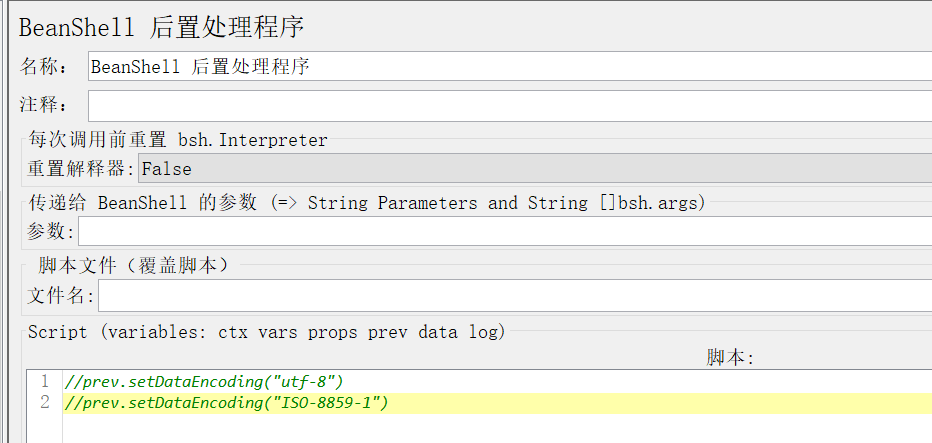 BeanShell 后置处理程序
名称： BeanShell 后置处理程序
注释：
每次调用前重置 bsh.Interpreter
重置解释器: False
传递给 BeanShell 的参数 (=> String Parameters and String []bsh.args)
参数:
脚本文件（覆盖脚本）
文件名:
Script (variables: ctx vars props prev data log)
脚本:
1 //prev.setDataEncoding("utf-8")
2 //prev.setDataEncoding("ISO-8859-1")